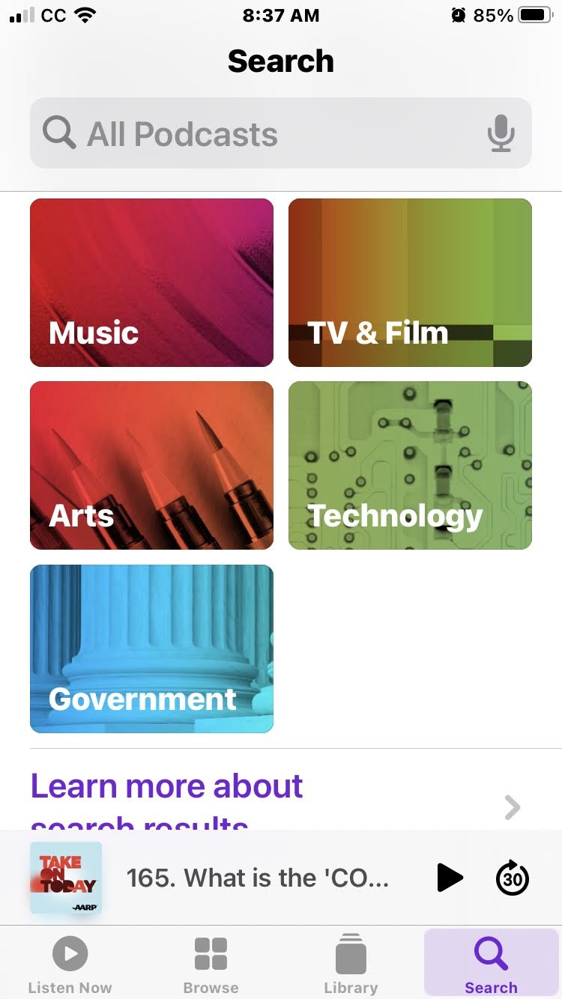 CC 8:37 AM 85%
Search
All Podcasts
Music TV & Film
Arts Technology
Government
Learn more about
search results
TAKE
ON
TODAY
-AARP
165. What is the 'CO...
30
Listen Now Browse Library Search